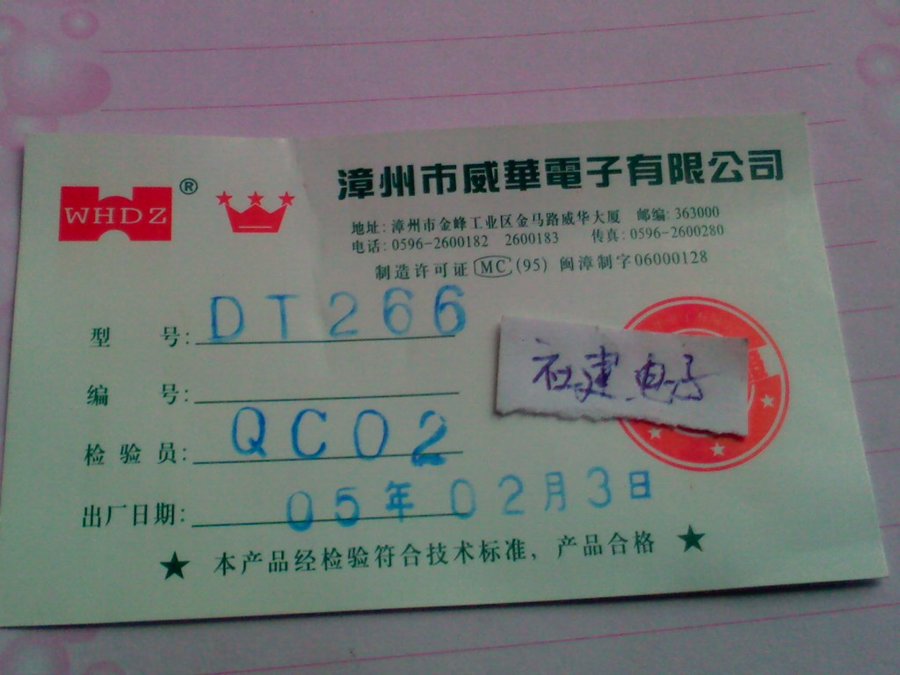 WHDZ ®
漳州市威華電子有限公司
地址: 漳州市金峰工业区金马路威华大厦 邮编: 363000
电话: 0596-2600182 2600183 传真: 0596-2600280
制造许可证 MC (95) 闽漳制字06000128
型 号: DT266
编 号:
检 验 员: QC02
出厂日期: 05年02月3日
福建电子
★ 本产品经检验符合技术标准，产品合格 ★